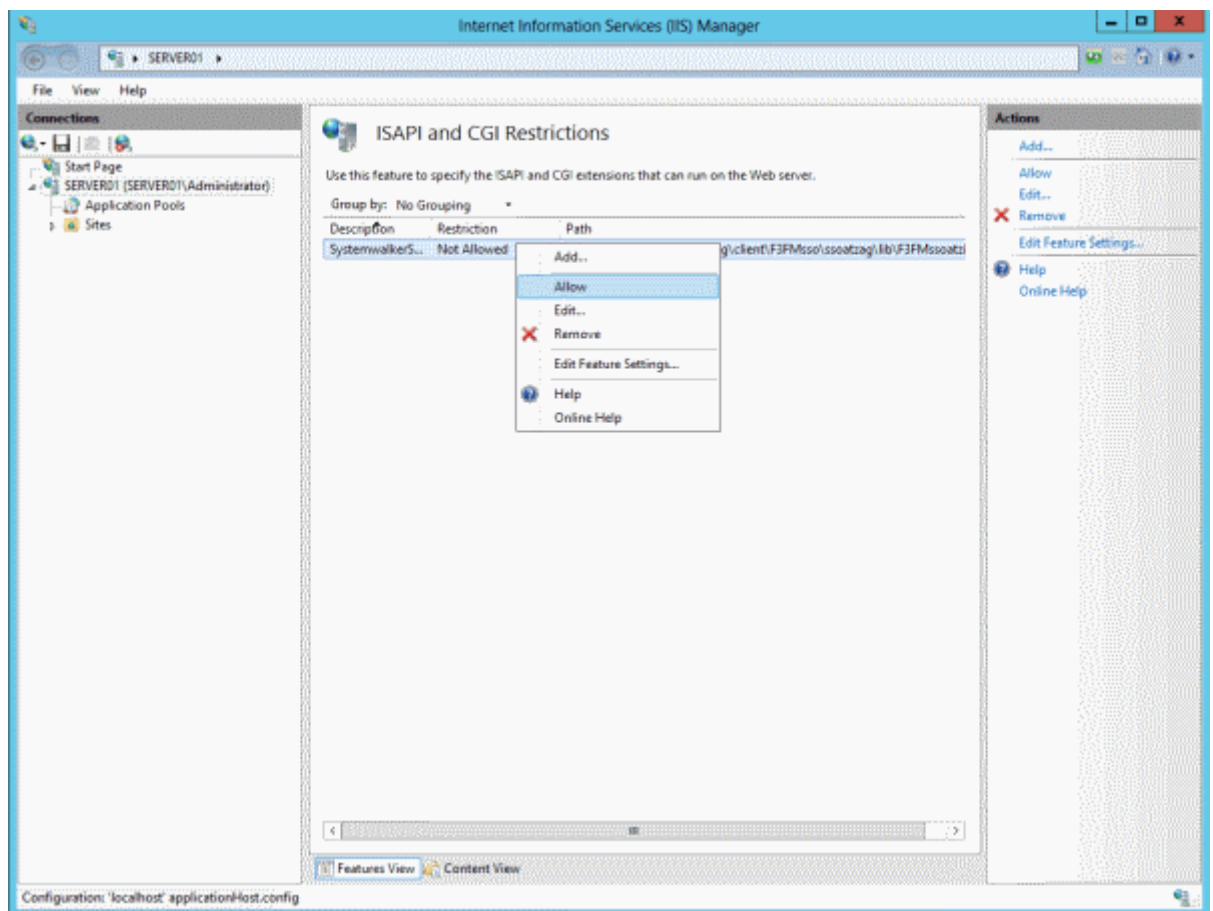 Internet Information Services (IIS) Manager
SERVER01
File View Help
Connections
Start Page
SERVER01 (SERVER01\Administrator)
Application Pools
Sites
ISAPI and CGI Restrictions
Use this feature to specify the ISAPI and CGI extensions that can run on the Web server.
Group by: No Grouping
Description Restriction Path
SystemwalkerS... Not Allowed g\client\F3FMsso\ssoatzag\lib\F3FMssoatzi
Add...
Allow
Edit...
Remove
Edit Feature Settings...
Help
Online Help
Features View Content View
Actions
Add...
Allow
Edit...
Remove
Edit Feature Settings...
Help
Online Help
Configuration: 'localhost' applicationHost.config